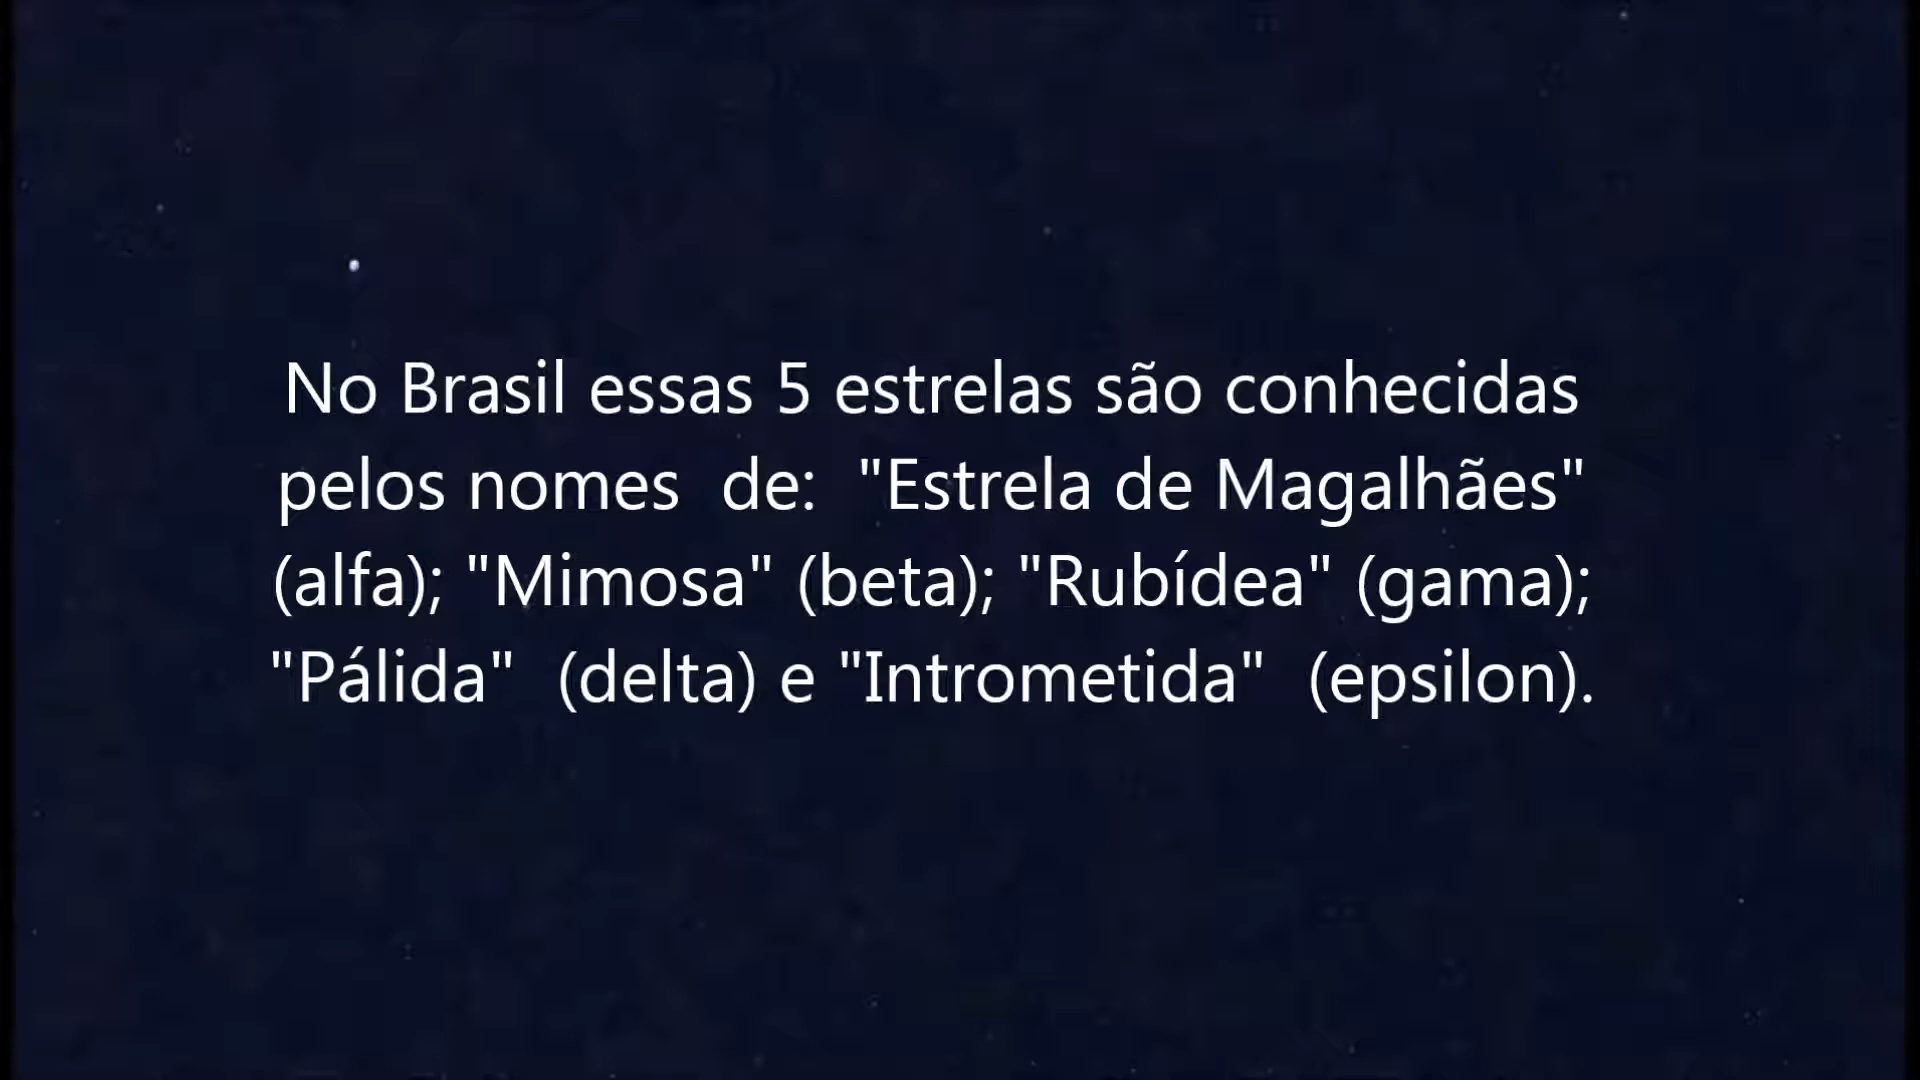 No Brasil essas 5 estrelas são conhecidas
pelos nomes  de:  "Estrela de Magalhães"
(alfa); "Mimosa" (beta); "Rubídea" (gama);
"Pálida"  (delta) e "Intrometida"  (epsilon).